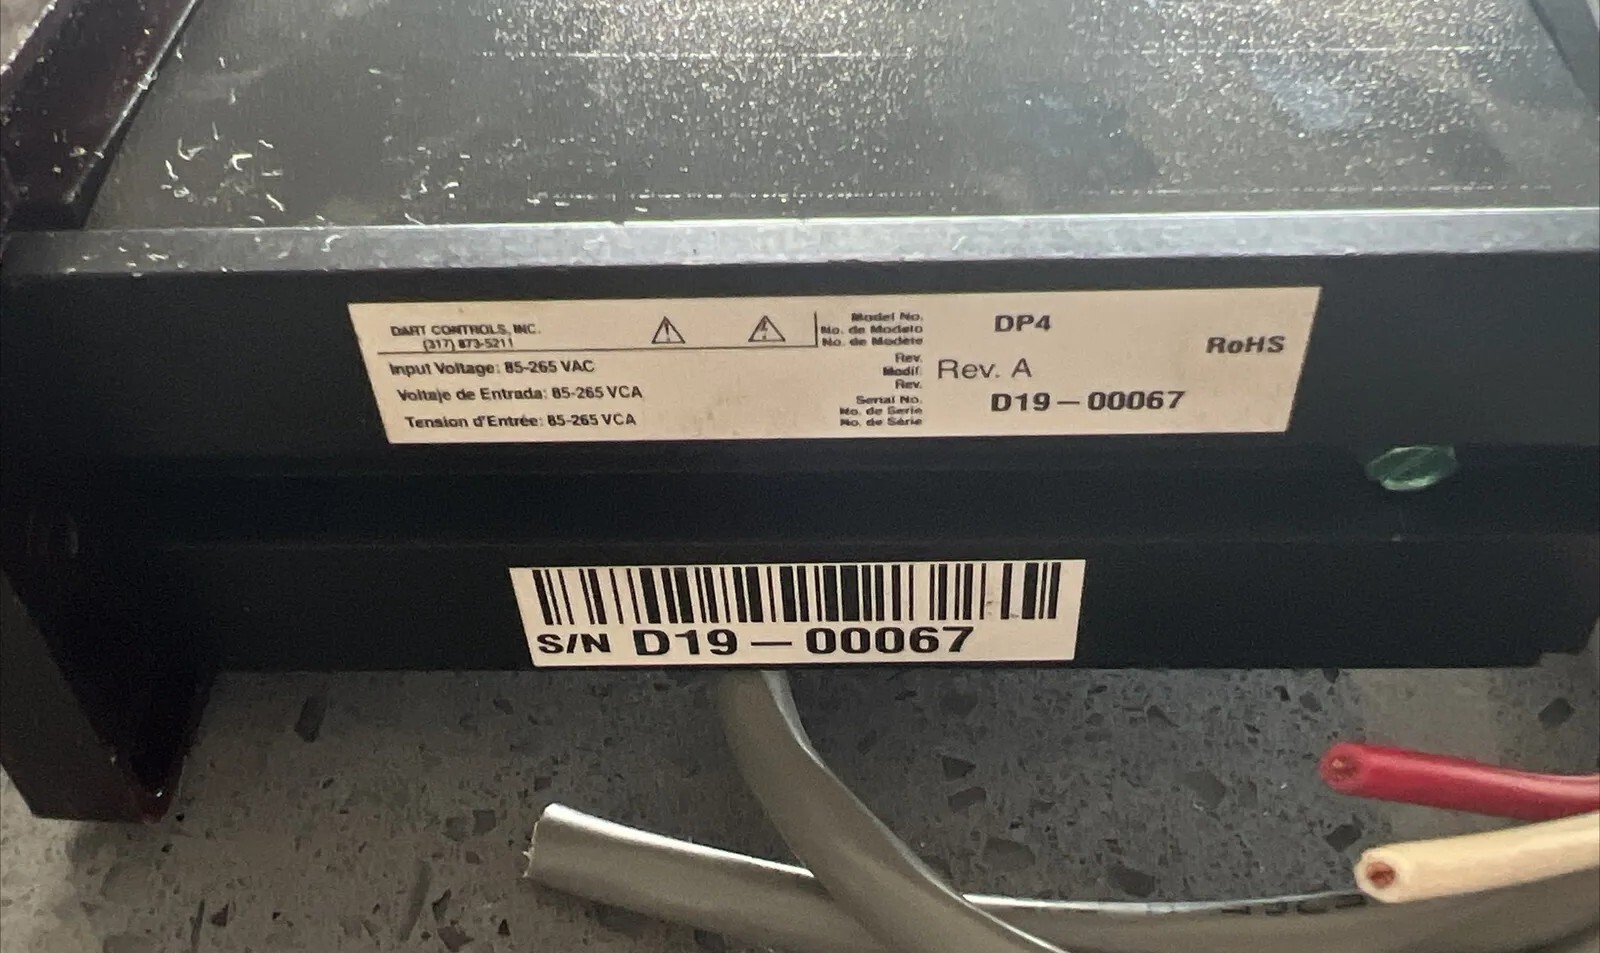 DART CONTROLS, INC.
(317) 873-5211
Input Voltage: 85-265 VAC
Voltaje de Entrada: 85-265 VCA
Tension d'Entrée: 85-265 VCA
Model No.
No. de Modelo
No. de Modèle
DP4
Rev.
Modif.
Rev.
Rev. A
Serial No.
No. de Serie
No. de Série
D19-00067
RoHS
S/N D19-00067